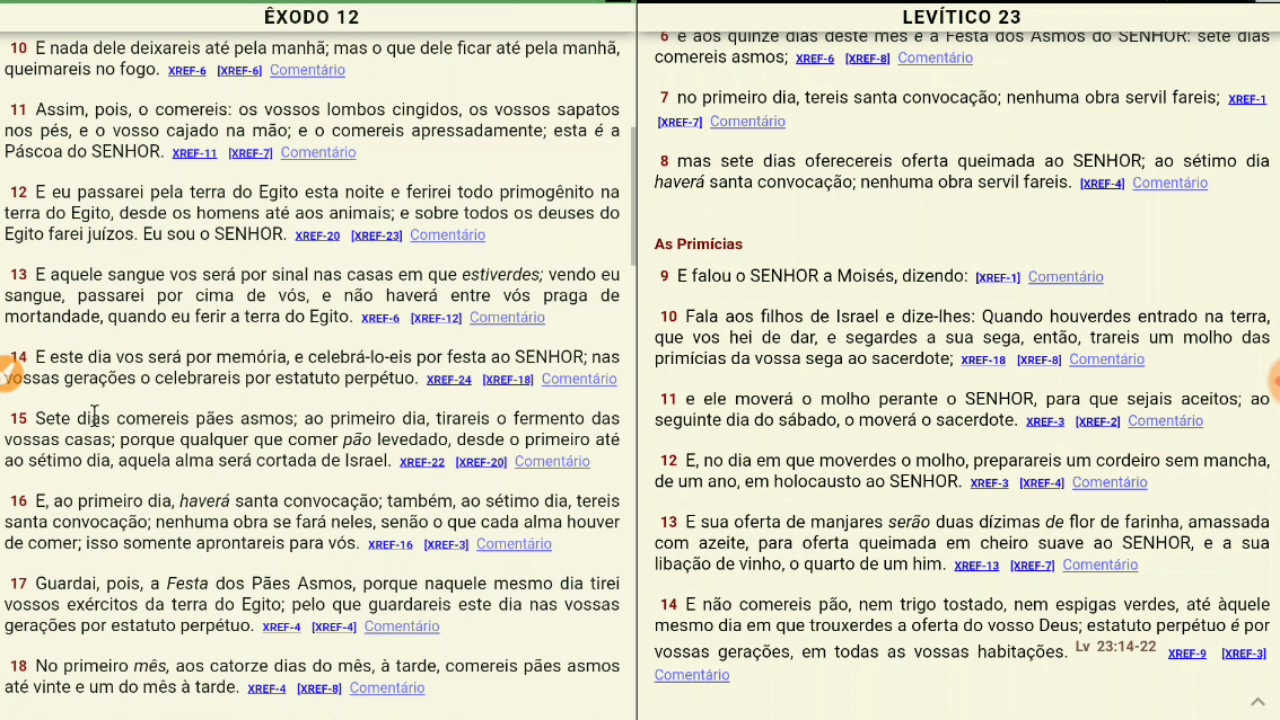 ÊXODO 12
10 E nada dele deixareis até pela manhã; mas o que dele ficar até pela manhã,
queimareis no fogo. XREF-6 [XREF-6] Comentário
11 Assim, pois, o comereis: os vossos lombos cingidos, os vossos sapatos
nos pés, e o vosso cajado na mão; e o comereis apressadamente; esta é a
Páscoa do SENHOR. XREF-11 [XREF-7] Comentário
12 E eu passarei pela terra do Egito esta noite e ferirei todo primogênito na
terra do Egito, desde os homens até aos animais; e sobre todos os deuses do
Egito farei juízos. Eu sou o SENHOR. XREF-20 [XREF-23] Comentário
13 E aquele sangue vos será por sinal nas casas em que estiverdes; vendo eu
sangue, passarei por cima de vós, e não haverá entre vós praga de
mortandade, quando eu ferir a terra do Egito. XREF-6 [XREF-12] Comentário
14 E este dia vos será por memória, e celebrá-lo-eis por festa ao SENHOR; nas
vossas gerações o celebrareis por estatuto perpétuo. XREF-24 [XREF-18] Comentário
15 Sete dias comereis pães asmos; ao primeiro dia, tirareis o fermento das
vossas casas; porque qualquer que comer pão levedado, desde o primeiro até
ao sétimo dia, aquela alma será cortada de Israel. XREF-22 [XREF-20] Comentário
16 E, ao primeiro dia, haverá santa convocação; também, ao sétimo dia, tereis
santa convocação; nenhuma obra se fará neles, senão o que cada alma houver
de comer; isso somente aprontareis para vós. XREF-16 [XREF-3] Comentário
17 Guardai, pois, a Festa dos Pães Asmos, porque naquele mesmo dia tirei
vossos exércitos da terra do Egito; pelo que guardareis este dia nas vossas
gerações por estatuto perpétuo. XREF-4 [XREF-4] Comentário
18 No primeiro mês, aos catorze dias do mês, à tarde, comereis pães asmos
até vinte e um do mês à tarde. XREF-4 [XREF-8] Comentário
LEVÍTICO 23
6 e aos quinze dias deste mês é a Festa dos Asmos do SENHOR: sete dias
comereis asmos; XREF-6 [XREF-8] Comentário
7 no primeiro dia, tereis santa convocação; nenhuma obra servil fareis; XREF-1
[XREF-7] Comentário
8 mas sete dias oferecereis oferta queimada ao SENHOR; ao sétimo dia
haverá santa convocação; nenhuma obra servil fareis. [XREF-4] Comentário
As Primícias
9 E falou o SENHOR a Moisés, dizendo: [XREF-1] Comentário
10 Fala aos filhos de Israel e dize-lhes: Quando houverdes entrado na terra,
que vos hei de dar, e segardes a sua sega, então, trareis um molho das
primícias da vossa sega ao sacerdote; XREF-18 [XREF-8] Comentário
11 e ele moverá o molho perante o SENHOR, para que sejais aceitos; ao
seguinte dia do sábado, o moverá o sacerdote. XREF-3 [XREF-2] Comentário
12 E, no dia em que moverdes o molho, preparareis um cordeiro sem mancha,
de um ano, em holocausto ao SENHOR. XREF-3 [XREF-4] Comentário
13 E sua oferta de manjares serão duas dízimas de flor de farinha, amassada
com azeite, para oferta queimada em cheiro suave ao SENHOR, e a sua
libação de vinho, o quarto de um him. XREF-13 [XREF-7] Comentário
14 E não comereis pão, nem trigo tostado, nem espigas verdes, até àquele
mesmo dia em que trouxerdes a oferta do vosso Deus; estatuto perpétuo é por
vossas gerações, em todas as vossas habitações. Lv 23:14-22 XREF-9 [XREF-3]
Comentário